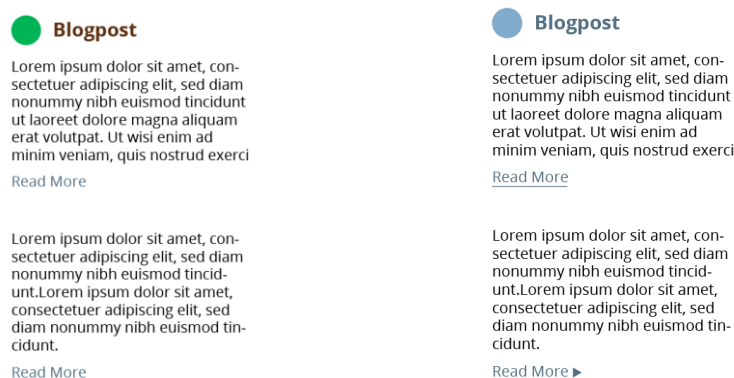 Blogpost
Lorem ipsum dolor sit amet, con-
sectetuer adipiscing elit, sed diam
nonummy nibh euismod tincidunt
ut laoreet dolore magna aliquam
erat volutpat. Ut wisi enim ad
minim veniam, quis nostrud exerci
Read More
Lorem ipsum dolor sit amet, con-
sectetuer adipiscing elit, sed diam
nonummy nibh euismod tincid-
unt.Lorem ipsum dolor sit amet,
consectetuer adipiscing elit, sed
diam nonummy nibh euismod tin-
cidunt.
Read More
Blogpost
Lorem ipsum dolor sit amet, con-
sectetuer adipiscing elit, sed diam
nonummy nibh euismod tincidunt
ut laoreet dolore magna aliquam
erat volutpat. Ut wisi enim ad
minim veniam, quis nostrud exerci
Read More
Lorem ipsum dolor sit amet, con-
sectetuer adipiscing elit, sed diam
nonummy nibh euismod tincid-
unt.Lorem ipsum dolor sit amet,
consectetuer adipiscing elit, sed
diam nonummy nibh euismod tin-
cidunt.
Read More ▶